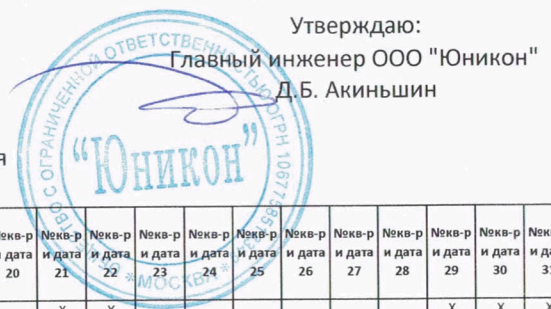 Утверждаю:
Главный инженер ООО "Юникон"
Д.Б. Акиньшин
"Юникон"
*МОСКВА*
я
№кв-р и дата 20 №кв-р и дата 21 №кв-р и дата 22 №кв-р и дата 23 №кв-р и дата 24 №кв-р и дата 25 №кв-р и дата 26 №кв-р и дата 27 №кв-р и дата 28 №кв-р и дата 29 №кв-р и дата 30
х х х х х